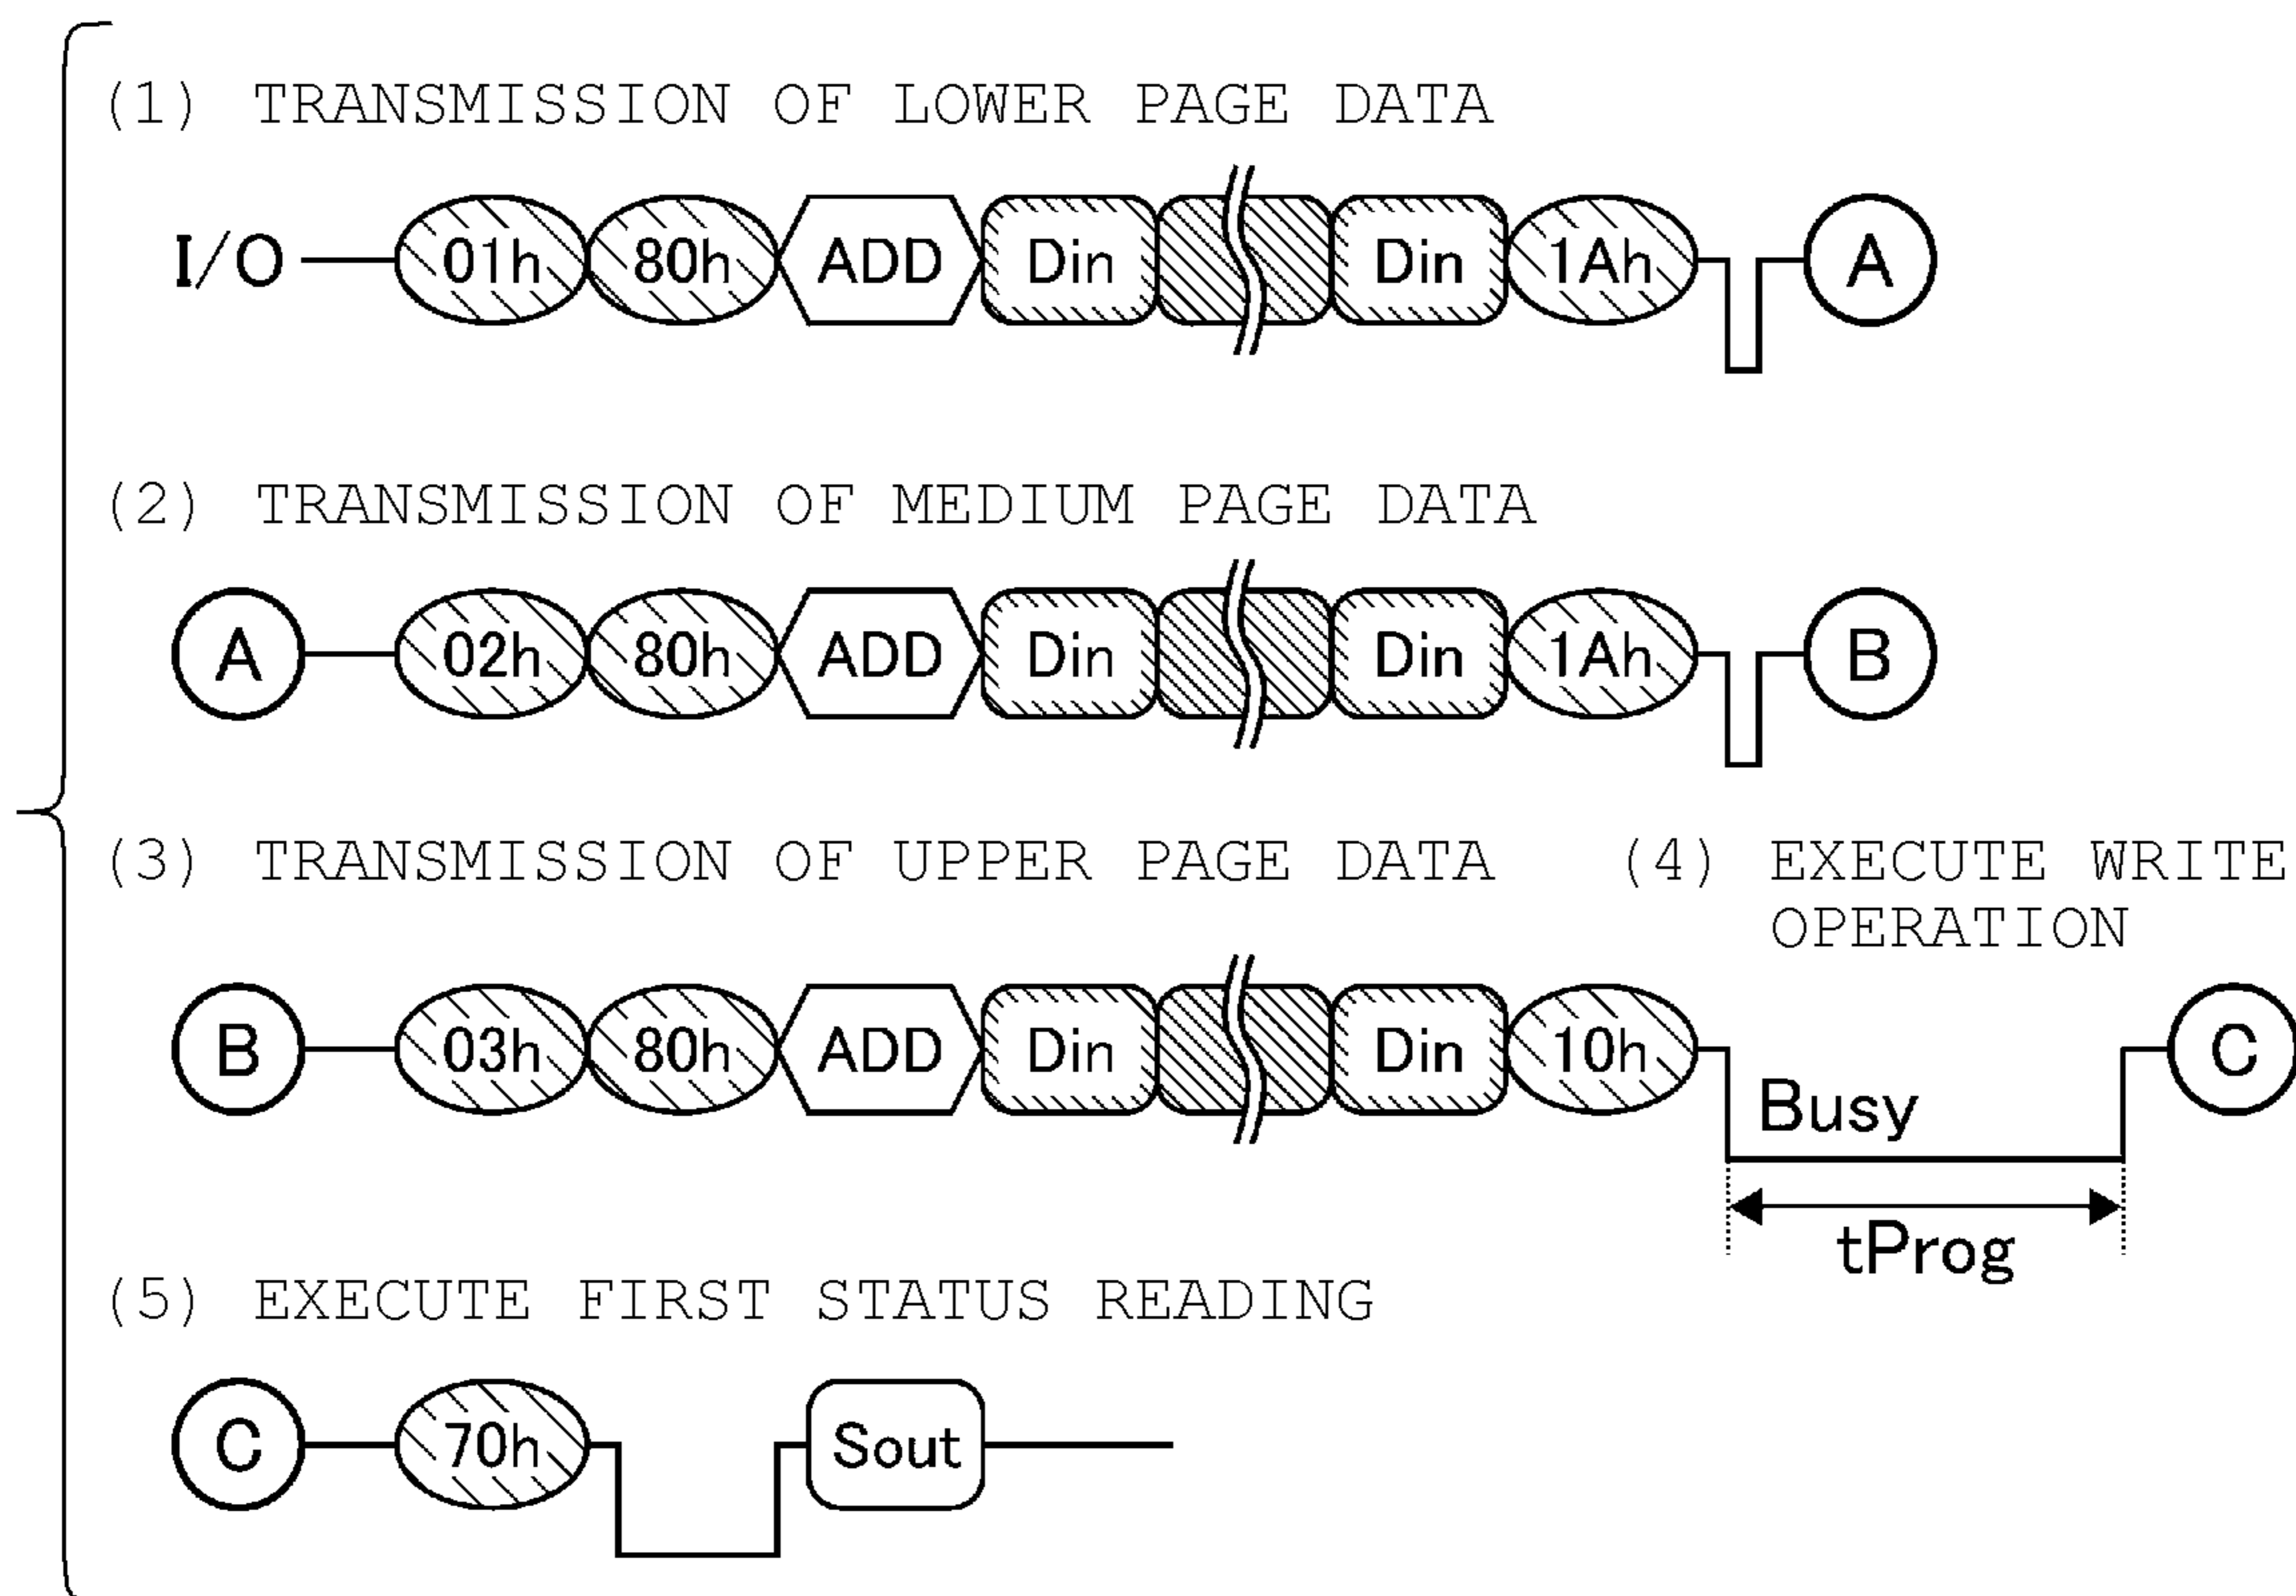 (1) TRANSMISSION OF LOWER PAGE DATA
I/O 01h 80h ADD Din Din 1Ah A
(2) TRANSMISSION OF MEDIUM PAGE DATA
A 02h 80h ADD Din Din 1Ah B
(3) TRANSMISSION OF UPPER PAGE DATA
(4) EXECUTE WRITE
OPERATION
B 03h 80h ADD Din Din 10h C
Busy
tProg
(5) EXECUTE FIRST STATUS READING
C 70h Sout